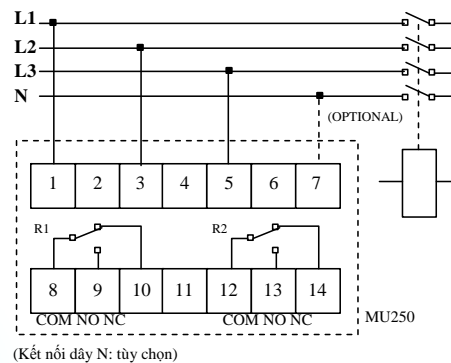 L1
L2
L3
N
(OPTIONAL)
1 2 3 4 5 6 7
R1 R2
8 9 10 11 12 13 14
COM NO NC COM NO NC
MU250
(Kết nối dây N: tùy chọn)